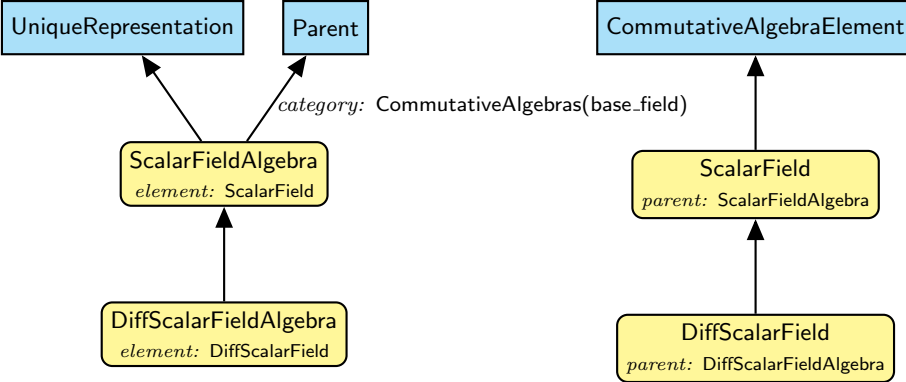 UniqueRepresentation
Parent
CommutativeAlgebraElement
category: CommutativeAlgebras(base_field)
ScalarFieldAlgebra
element: ScalarField
ScalarField
parent: ScalarFieldAlgebra
DiffScalarFieldAlgebra
element: DiffScalarField
DiffScalarField
parent: DiffScalarFieldAlgebra